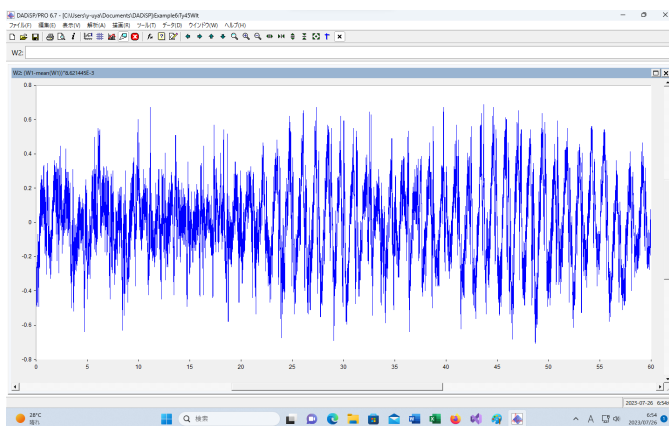 DADiSP/PRO 6.7 - [C:\Users\y-uya\Documents\DADiSP\Example6\Ty45Wlt]
ファイル(F) 編集(E) 表示(V) 解析(A) 描画(R) ツール(T) データ(D) ウインドウ(W) ヘルプ(H)
W2:
W2: (W1-mean(W1))*8.621445E-3
0.8
0.6
0.4
0.2
0
-0.2
-0.4
-0.6
-0.8
0 5 10 15 20 25 30 35 40 45 50 55 60
2023-07-26
28°C
晴れ
検索
A
6:54
2023/07/26